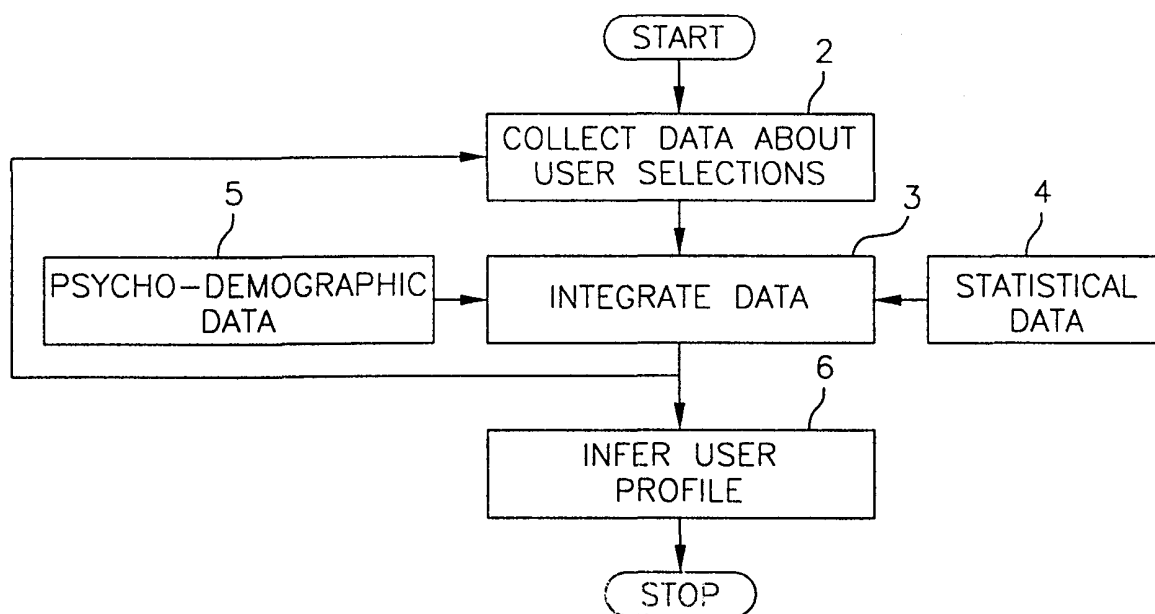 START
2
COLLECT DATA ABOUT
USER SELECTIONS
5
3
4
PSYCHO-DEMOGRAPHIC
DATA
INTEGRATE DATA
STATISTICAL
DATA
6
INFER USER
PROFILE
STOP